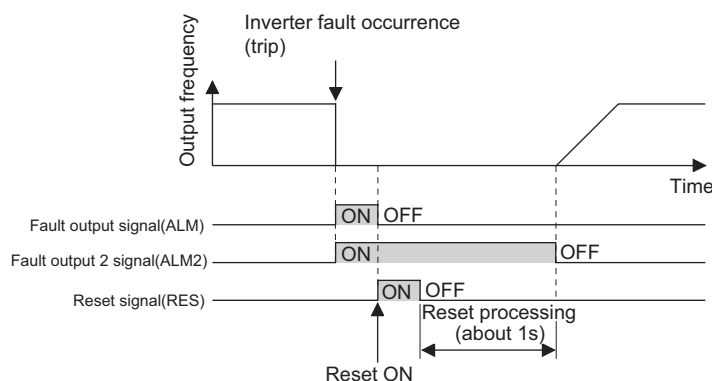 Inverter fault occurrence
(trip)
Output frequency
Time
ON OFF
Fault output signal(ALM)
ON OFF
Fault output 2 signal(ALM2)
ON OFF
Reset signal(RES)
Reset processing
(about 1s)
Reset ON